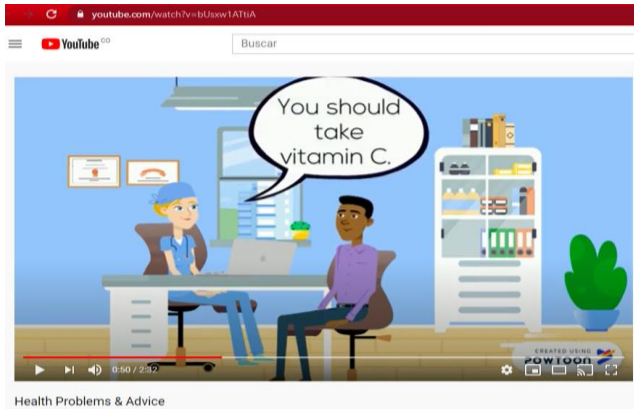 youtube.com/watch?v=bUsxw1ATtiA
YouTube CO
Buscar
You should
take
vitamin C.
CREATED USING
POWTOON
0:50 / 2:32
Health Problems & Advice